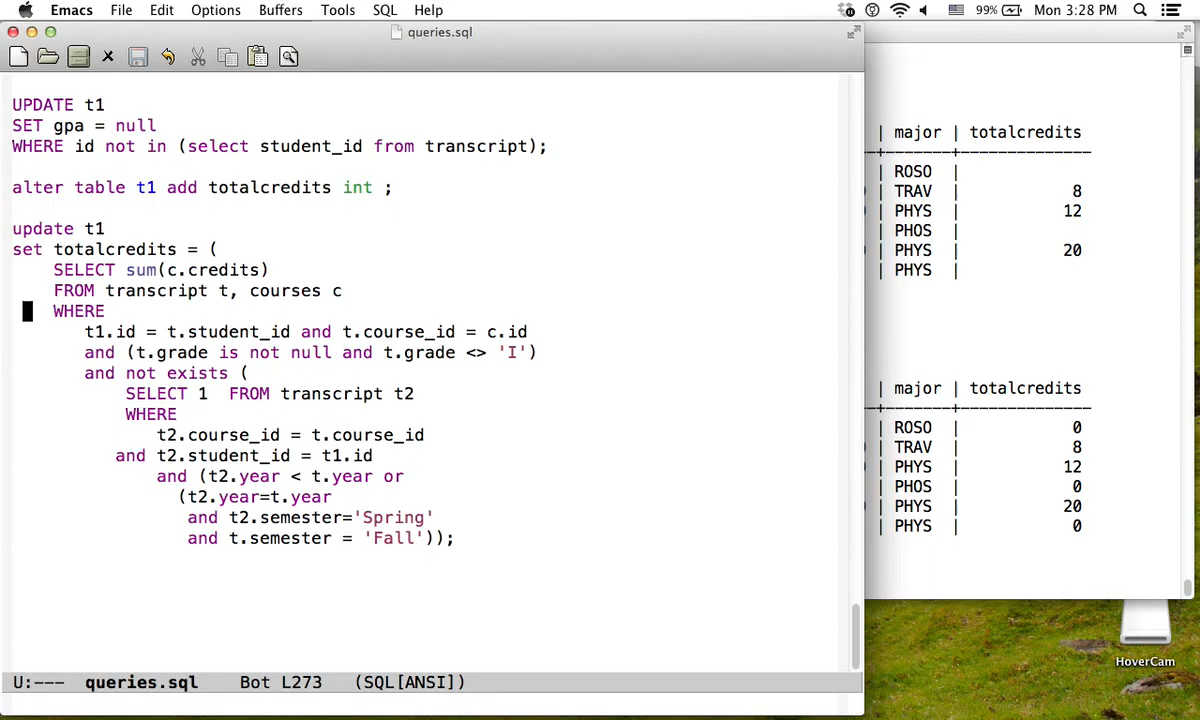 Emacs File Edit Options Buffers Tools SQL Help 99% Mon 3:28 PM
queries.sql
UPDATE t1
SET gpa = null
WHERE id not in (select student_id from transcript);
alter table t1 add totalcredits int ;
update t1
set totalcredits = (
SELECT sum(c.credits)
FROM transcript t, courses c
WHERE
t1.id = t.student_id and t.course_id = c.id
and (t.grade is not null and t.grade <> 'I')
and not exists (
SELECT 1  FROM transcript t2
WHERE
t2.course_id = t.course_id
and t2.student_id = t1.id
and (t2.year < t.year or
(t2.year=t.year
and t2.semester='Spring'
and t.semester = 'Fall'));
U:--- queries.sql Bot L273 (SQL[ANSI])
| major | totalcredits
-+-------+--------------
| ROSO |
| TRAV | 8
| PHYS | 12
| PHOS |
| PHYS | 20
| PHYS |
| major | totalcredits
-+-------+--------------
| ROSO | 0
| TRAV | 8
| PHYS | 12
| PHOS | 0
| PHYS | 20
| PHYS | 0
HoverCam